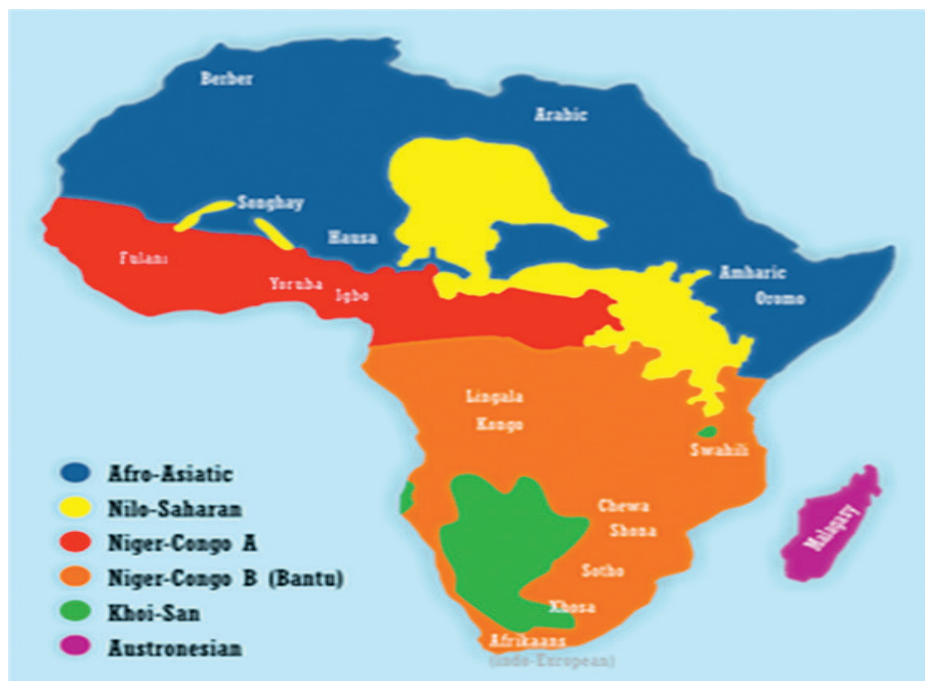 Berber
Arabic
Songhay
Hausa
Fulani
Yoruba
Igbo
Amharic
Oromo
Lingala
Kongo
Swahili
Chewa
Shona
Sotho
Xhosa
Afrikaans
(indo-European)
Malagasy
Afro-Asiatic
Nilo-Saharan
Niger-Congo A
Niger-Congo B (Bantu)
Khoi-San
Austronesian